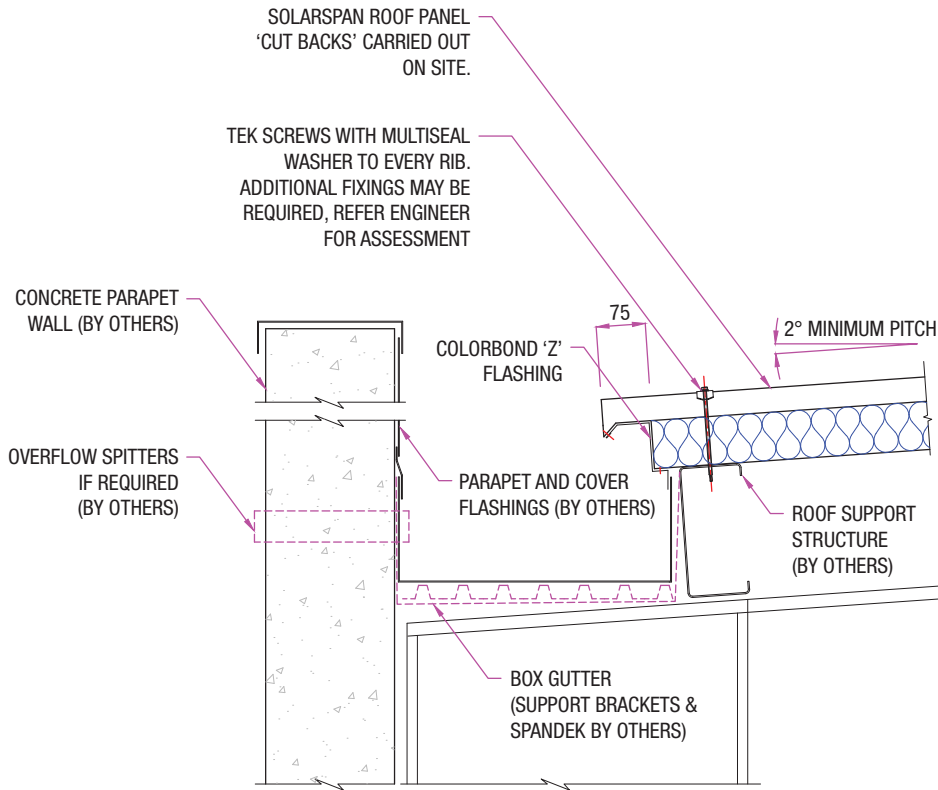 SOLARSPAN ROOF PANEL
‘CUT BACKS’ CARRIED OUT
ON SITE.
TEK SCREWS WITH MULTISEAL
WASHER TO EVERY RIB.
ADDITIONAL FIXINGS MAY BE
REQUIRED, REFER ENGINEER
FOR ASSESSMENT
CONCRETE PARAPET
WALL (BY OTHERS)
75
2° MINIMUM PITCH
COLORBOND ‘Z’
FLASHING
OVERFLOW SPITTERS
IF REQUIRED
(BY OTHERS)
PARAPET AND COVER
FLASHINGS (BY OTHERS)
ROOF SUPPORT
STRUCTURE
(BY OTHERS)
BOX GUTTER
(SUPPORT BRACKETS &
SPANDEK BY OTHERS)